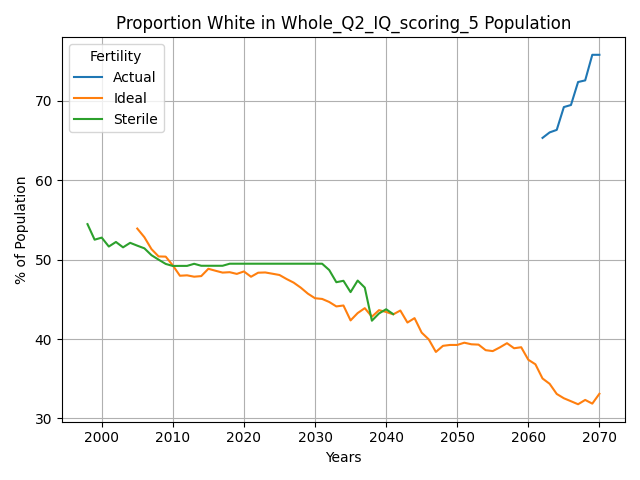 Proportion White in Whole_Q2_IQ_scoring_5 Population
Fertility
Actual
Ideal
Sterile
% of Population
70
60
50
40
30
2000 2010 2020 2030 2040 2050 2060 2070
Years